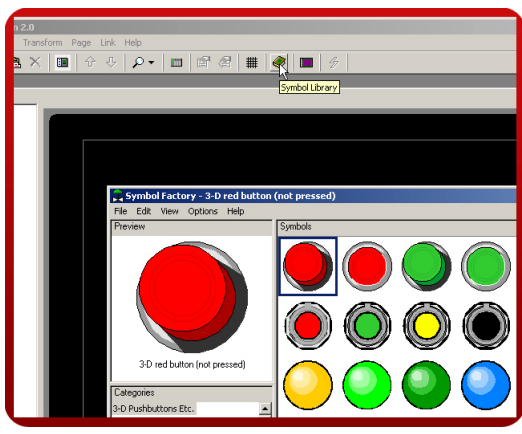 n 2.0
Transform Page Link Help
Symbol Library
Symbol Factory - 3-D red button (not pressed)
File Edit View Options Help
Preview
Symbols
3-D red button (not pressed)
Categories
3-D Pushbuttons Etc.